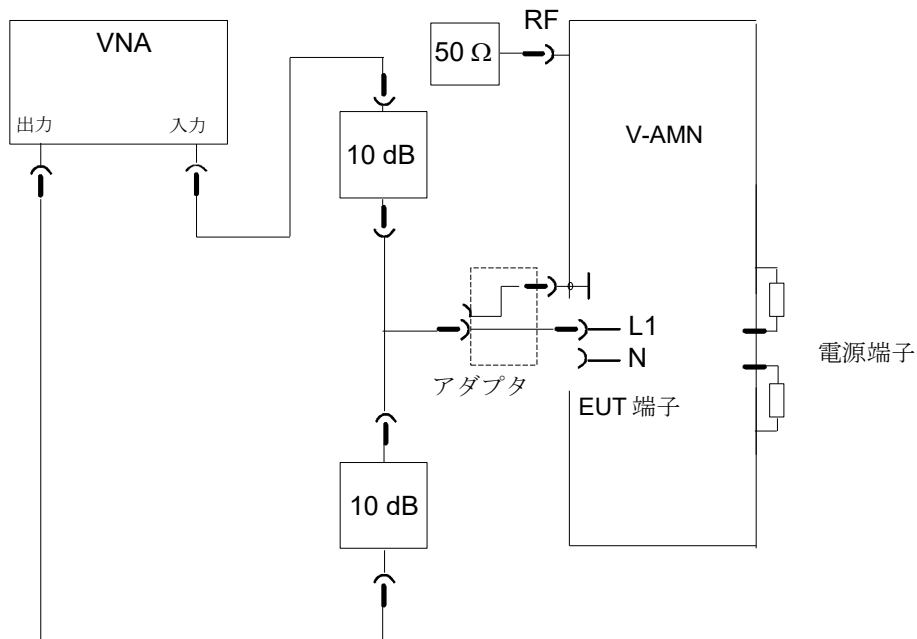 VNA
出力
入力
10 dB
50 Ω
RF
V-AMN
L1
N
アダプタ
EUT 端子
電源端子
10 dB